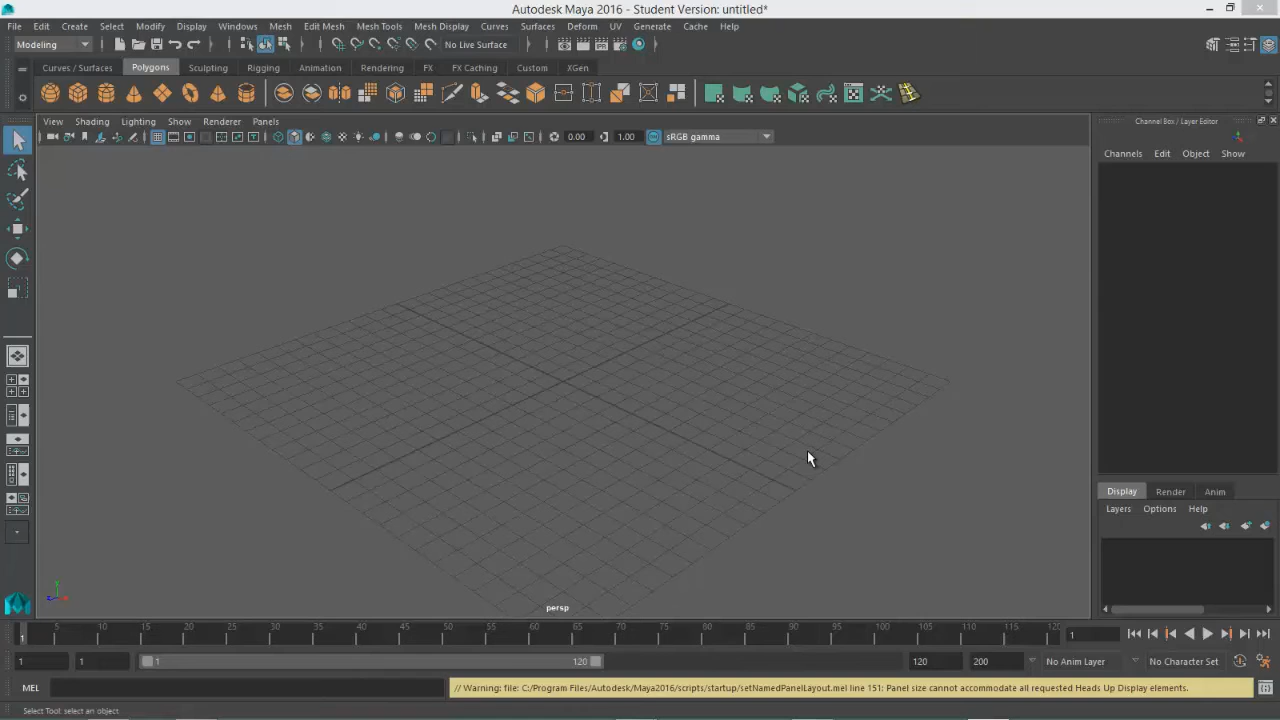 Autodesk Maya 2016 - Student Version: untitled*
File Edit Create Select Modify Display Windows Mesh Edit Mesh Mesh Tools Mesh Display Curves Surfaces Deform UV Generate Cache Help
Modeling No Live Surface
Curves / Surfaces Polygons Sculpting Rigging Animation Rendering FX FX Caching Custom XGen
View Shading Lighting Show Renderer Panels
Channel Box / Layer Editor
0.00 1.00 sRGB gamma
Channels Edit Object Show
Display Render Anim
Layers Options Help
persp
5 10 15 20 25 30 35 40 45 50 55 60 65 70 75 80 85 90 95 100 105 108 115 120
1 1
1 1 1 120 120 200 No Anim Layer No Character Set
MEL // Warning: file: C:/Program Files/Autodesk/Maya2016/scripts/startup/setNamedPanelLayout.mel line 151: Panel size cannot accommodate all requested Heads Up Display elements.
Select Tool: select an object